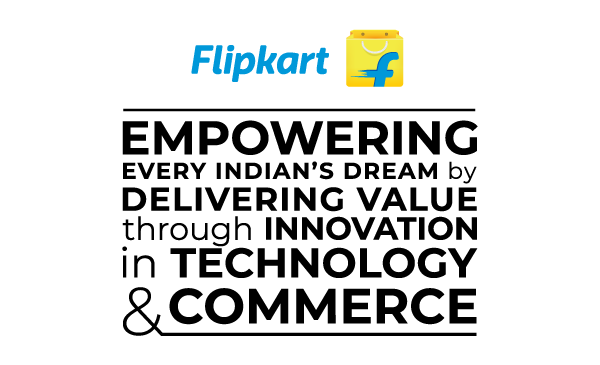 Flipkart
EMPOWERING
EVERY INDIAN'S DREAM by
DELIVERING VALUE
through INNOVATION
in TECHNOLOGY
& COMMERCE